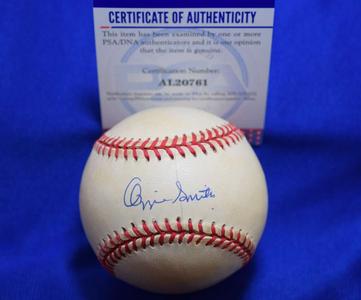 CERTIFICATE OF AUTHENTICITY
This item has been examined by one or more
PSA/DNA authenticators and it is our opinion
that the item is genuine.
Certification Number:
AL20761
Ozzie Smith